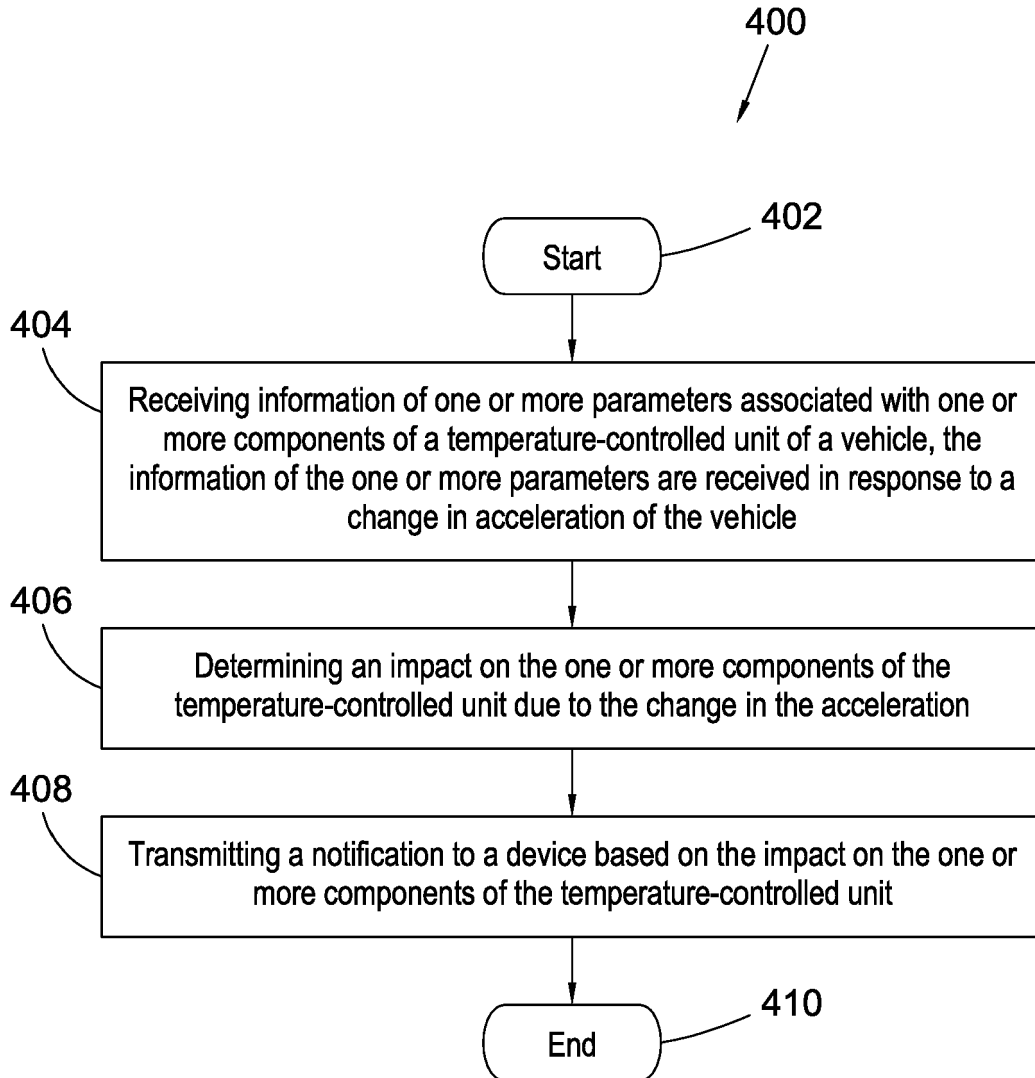 400
402
Start
404
Receiving information of one or more parameters associated with one or
more components of a temperature-controlled unit of a vehicle, the
information of the one or more parameters are received in response to a
change in acceleration of the vehicle
406
Determining an impact on the one or more components of the
temperature-controlled unit due to the change in the acceleration
408
Transmitting a notification to a device based on the impact on the one or
more components of the temperature-controlled unit
410
End